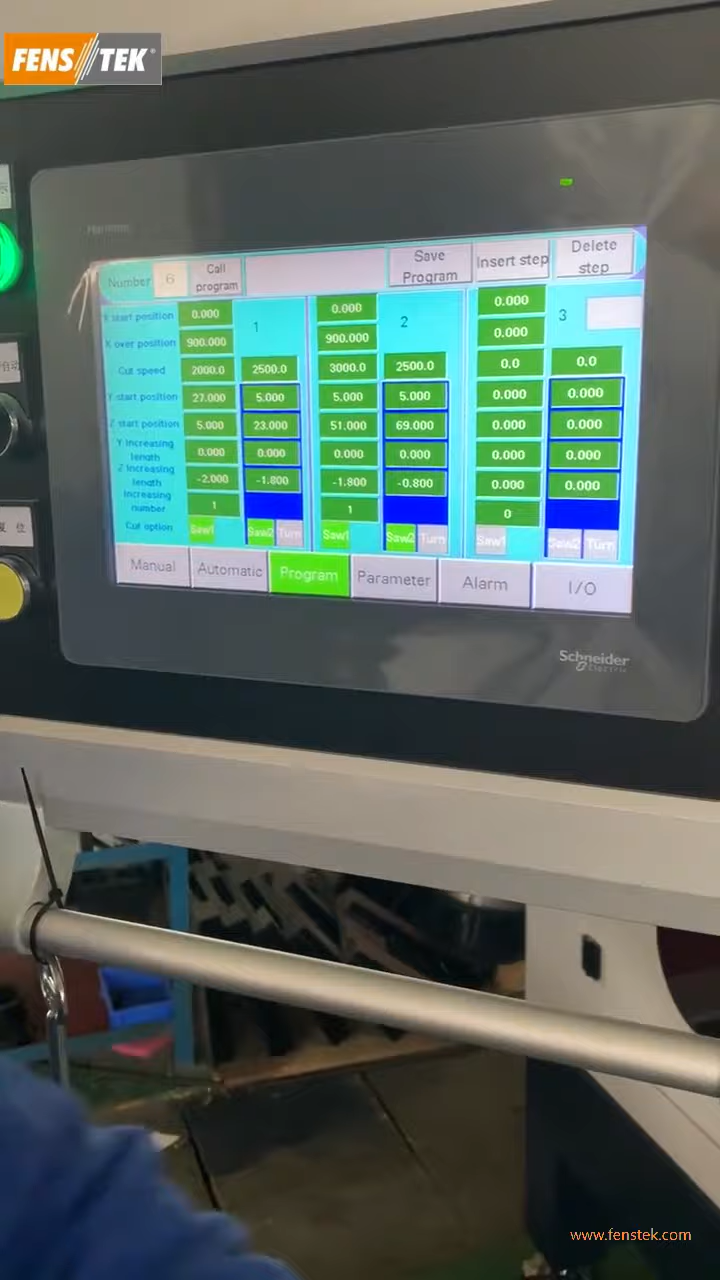 FENS TEK®
Number 6 Call program Save Program Insert step Delete step
X start position 0.000 1 0.000 2 0.000 3
X over position 900.000 900.000 0.000
Cut speed 2000.0 2500.0 3000.0 2500.0 0.0 0.0
Y start position 27.000 5.000 5.000 5.000 0.000 0.000
Z start position 5.000 23.000 51.000 69.000 0.000 0.000
Y Increasing length 0.000 0.000 0.000 0.000 0.000 0.000
Z Increasing length -2.000 -1.800 -1.800 -0.800 0.000 0.000
Increasing number 1 1 0
Cut option Saw1 Saw2 Turn Saw1 Saw2 Turn Saw1 Saw2 Turn
Manual Automatic Program Parameter Alarm I/O
Schneider
Electric
复 位
www.fenstek.com